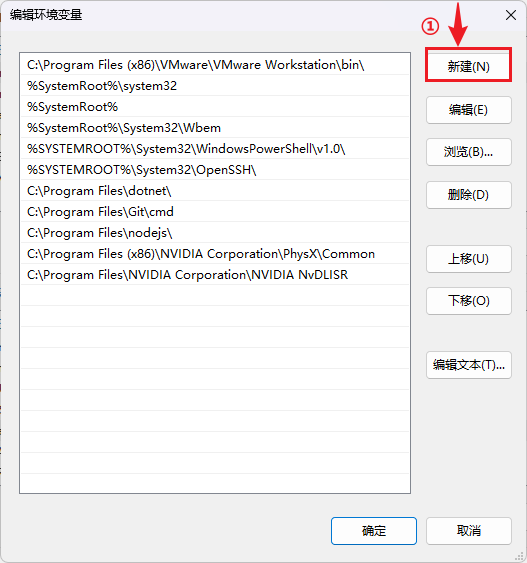 编辑环境变量
①
C:\Program Files (x86)\VMware\VMware Workstation\bin\
%SystemRoot%\system32
%SystemRoot%
%SystemRoot%\System32\Wbem
%SYSTEMROOT%\System32\WindowsPowerShell\v1.0\
%SYSTEMROOT%\System32\OpenSSH\
C:\Program Files\dotnet\
C:\Program Files\Git\cmd
C:\Program Files\nodejs\
C:\Program Files (x86)\NVIDIA Corporation\PhysX\Common
C:\Program Files\NVIDIA Corporation\NVIDIA NvDLISR
新建(N)
编辑(E)
浏览(B)...
删除(D)
上移(U)
下移(O)
编辑文本(T)...
确定
取消